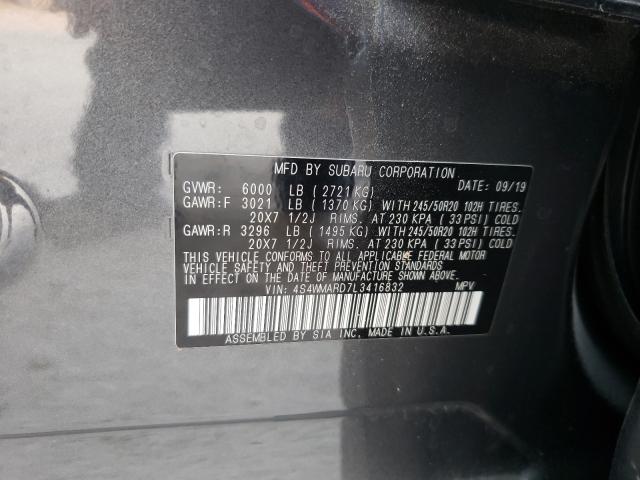 MFD BY SUBARU CORPORATION
GVWR: 6000 LB ( 2721 KG) DATE: 09/19
GAWR:F 3021 LB ( 1370 KG) WITH 245/50R20 102H TIRES.
20X7 1/2J RIMS. AT 230 KPA ( 33 PSI) COLD
GAWR:R 3296 LB ( 1495 KG) WITH 245/50R20 102H TIRES.
20X7 1/2J RIMS. AT 230 KPA ( 33 PSI) COLD
THIS VEHICLE CONFORMS TO ALL APPLICABLE FEDERAL MOTOR
VEHICLE SAFETY, BUMPER, AND THEFT PREVENTION STANDARDS
IN EFFECT ON THE DATE OF MANUFACTURE SHOWN ABOVE.
VIN: 4S4WMARD7L3416832 MPV
ASSEMBLED BY SIA INC. MADE IN U.S.A.